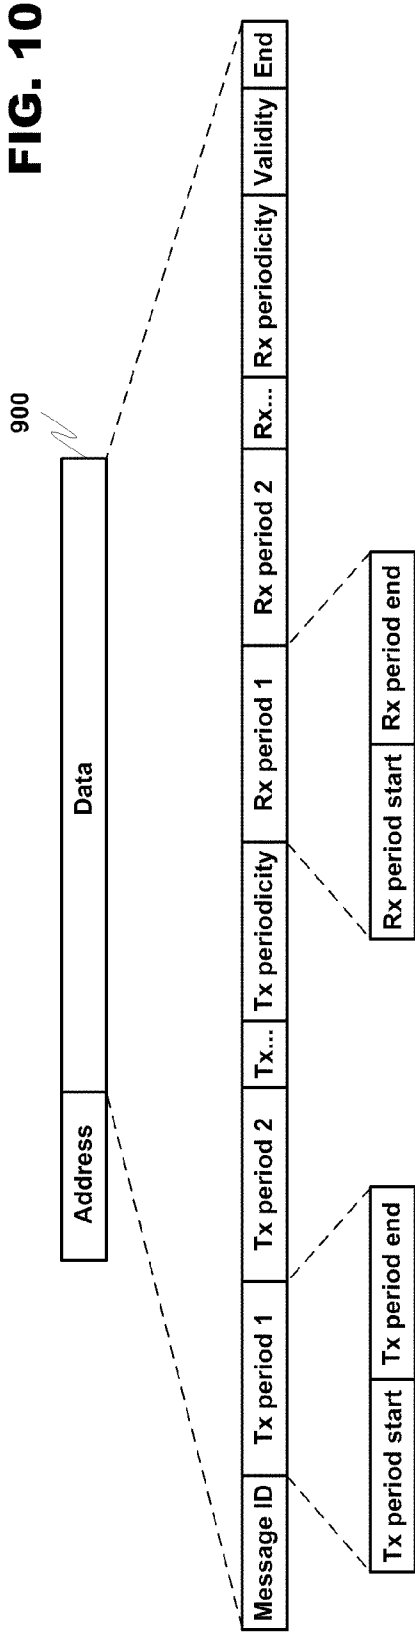 FIG. 10
900
Address
Data
Message ID
Tx period 1
Tx period 2
Tx...
Tx periodicity
Rx period 1
Rx period 2
Rx...
Rx periodicity
Validity
End
Tx period start
Tx period end
Rx period start
Rx period end